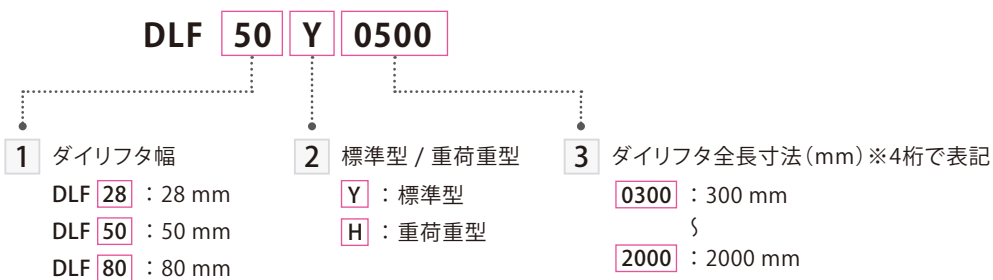 DLF 50 Y 0500
1 ダイリフタ幅
DLF 28 : 28 mm
DLF 50 : 50 mm
DLF 80 : 80 mm
2 標準型 / 重荷重型
Y : 標準型
H : 重荷重型
3 ダイリフタ全長寸法(mm)※4桁で表記
0300 : 300 mm
〜
2000 : 2000 mm